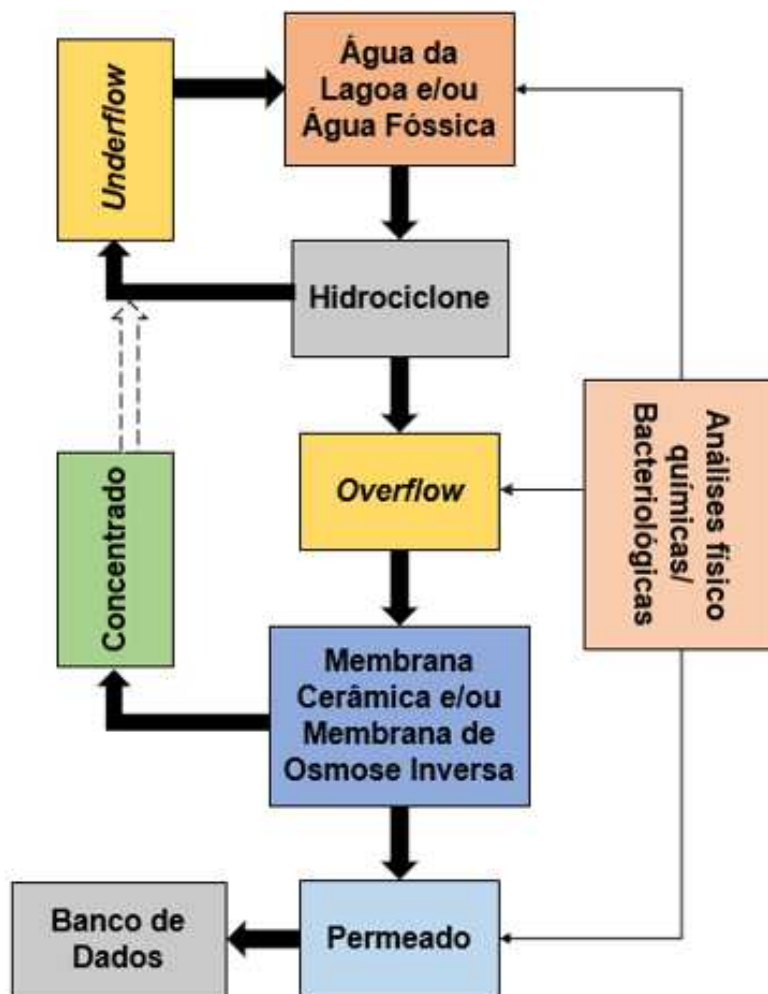 Underflow
Água da
Lagoa e/ou
Água Fóssica
Hidrociclone
Overflow
Análises físico
químicas/
Bacteriológicas
Concentrado
Membrana
Cerâmica e/ou
Membrana de
Osmose Inversa
Banco de
Dados
Permeado